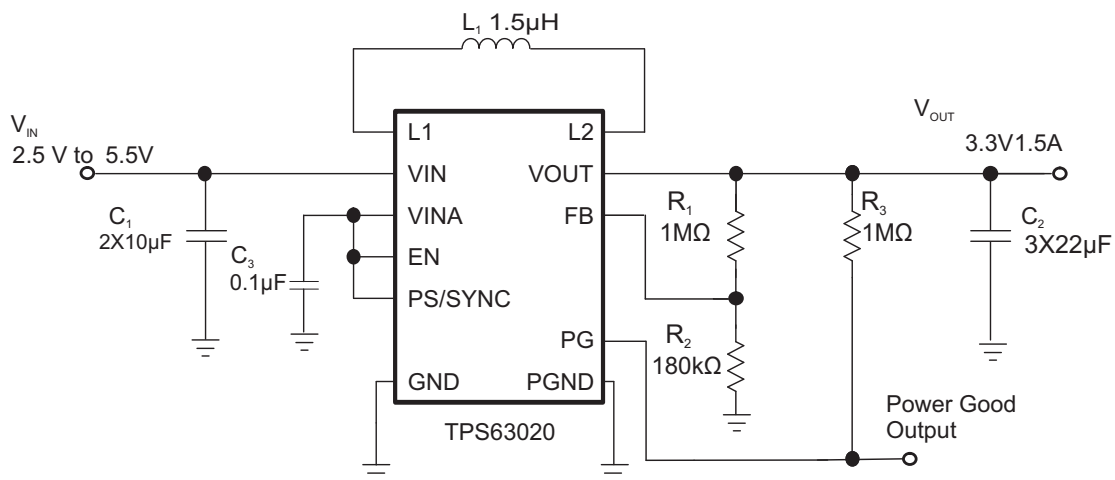 L₁ 1.5µH
V_IN
2.5 V to 5.5V
V_OUT
3.3V1.5A
L1
L2
VIN
VOUT
VINA
FB
EN
PS/SYNC
PG
GND
PGND
C₁
2X10µF
C₃
0.1µF
R₁
1MΩ
R₃
1MΩ
C₂
3X22µF
R₂
180kΩ
Power Good
Output
TPS63020